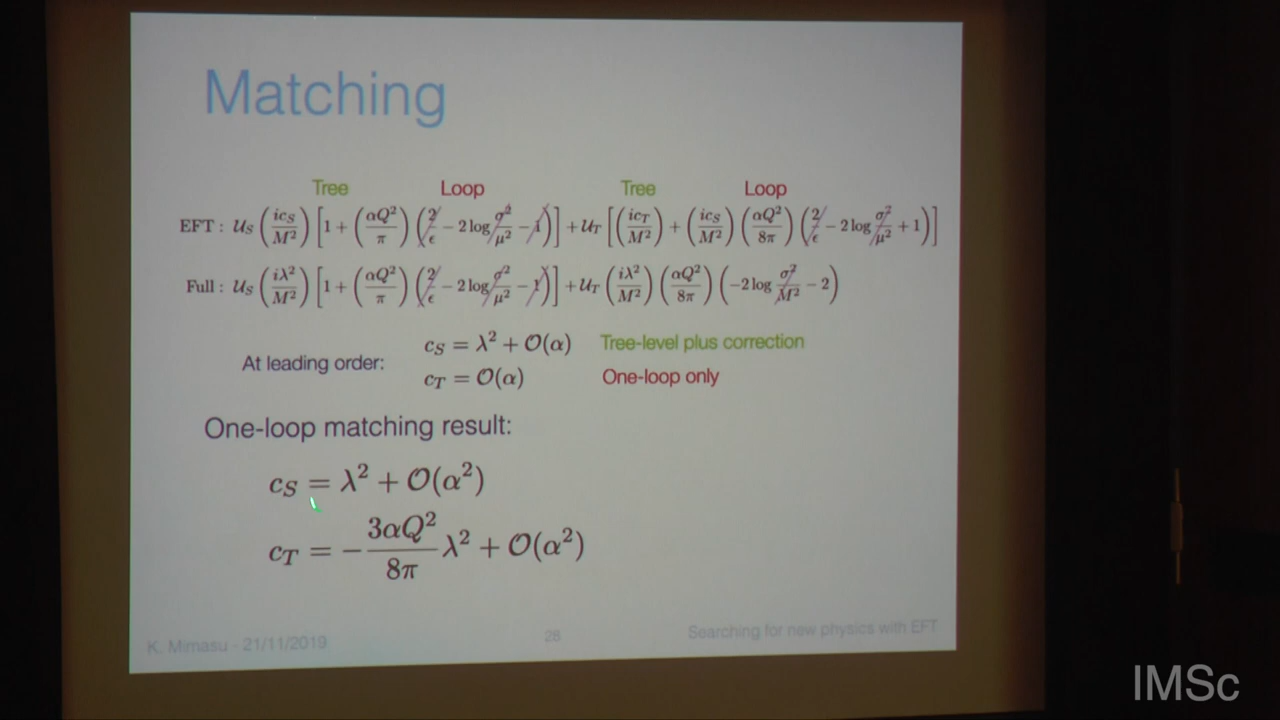 Matching
Tree Loop Tree Loop
EFT : 𝒰_S (ic_S/M²) [1 + (αQ²/π) (2/ε − 2 log σ²/μ² − 1)] + 𝒰_T [(ic_T/M²) + (ic_S/M²) (αQ²/8π) (2/ε − 2 log σ²/μ² + 1)]
Full : 𝒰_S (iλ²/M²) [1 + (αQ²/π) (2/ε − 2 log σ²/μ² − 1)] + 𝒰_T (iλ²/M²) (αQ²/8π) (−2 log σ²/M² − 2)
At leading order: c_S = λ² + 𝒪(α) Tree-level plus correction
c_T = 𝒪(α) One-loop only
One-loop matching result:
c_S = λ² + 𝒪(α²)
c_T = − 3αQ²/8π λ² + 𝒪(α²)
K. Mimasu - 21/11/2019 28 Searching for new physics with EFT
IMSc